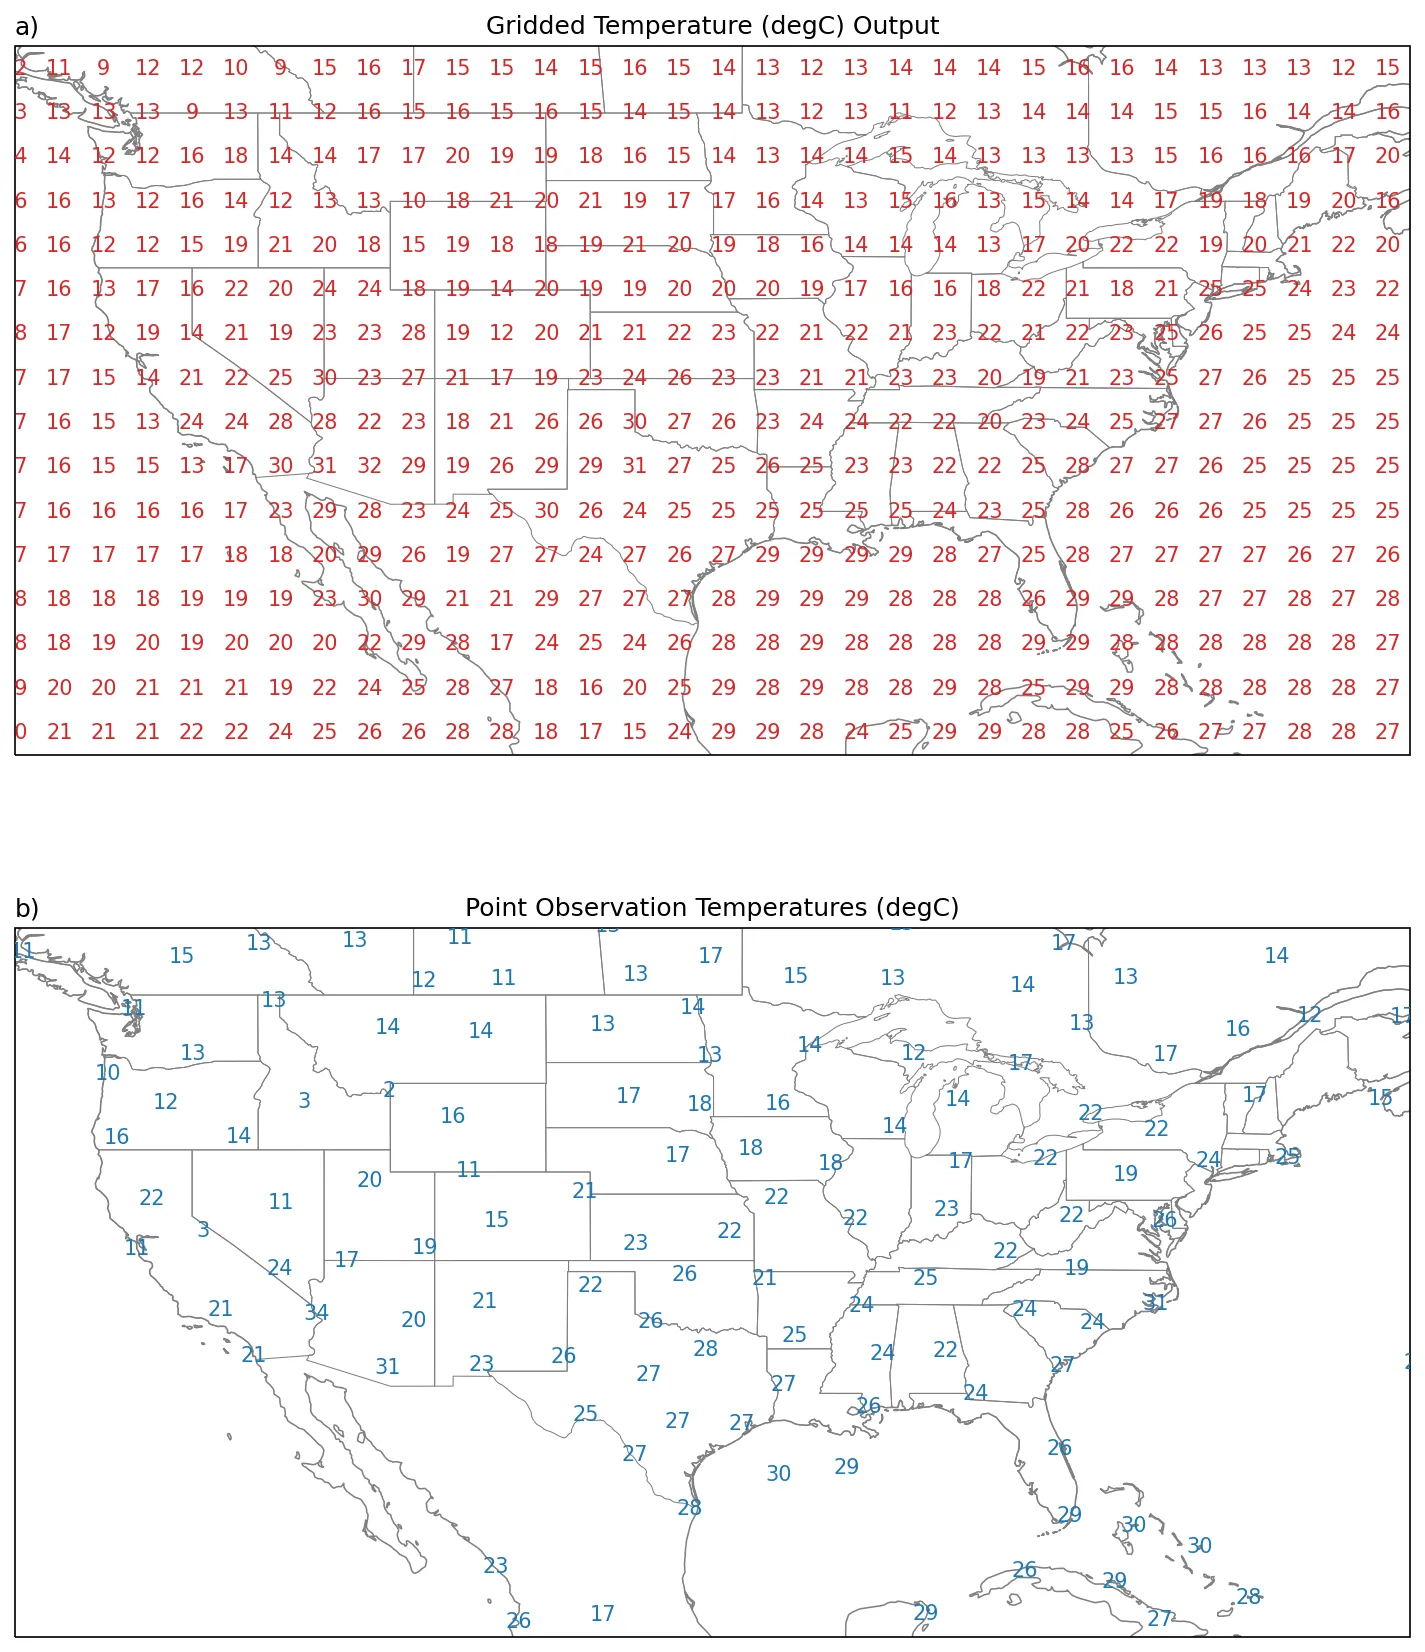 a) Gridded Temperature (degC) Output
2 11 9 12 12 10 9 15 16 17 15 15 14 15 16 15 14 13 12 13 14 14 14 15 16 16 14 13 13 13 12 15
3 13 13 13 9 13 11 12 16 15 16 15 16 15 14 15 14 13 12 13 11 12 13 14 14 14 15 15 16 14 14 16
4 14 12 12 16 18 14 14 17 17 20 19 19 18 16 15 14 13 14 14 15 14 13 13 13 13 15 16 16 16 17 20
6 16 13 12 16 14 12 13 13 10 18 21 20 21 19 17 17 16 14 13 15 16 13 15 14 14 17 19 18 19 20 16
6 16 12 12 15 19 21 20 18 15 19 18 18 19 21 20 19 18 16 14 14 14 13 17 20 22 22 19 20 21 22 20
7 16 13 17 16 22 20 24 24 18 19 14 20 19 19 20 20 20 19 17 16 16 18 22 21 18 21 25 25 24 23 22
8 17 12 19 14 21 19 23 23 28 19 12 20 21 21 22 23 22 21 22 21 23 22 21 22 23 25 26 25 25 24 24
7 17 15 14 21 22 25 30 23 27 21 17 19 23 24 26 23 23 21 21 23 23 20 19 21 23 25 27 26 25 25 25
7 16 15 13 24 24 28 28 22 23 18 21 26 26 30 27 26 23 24 24 22 22 20 23 24 25 27 27 26 25 25 25
7 16 15 15 13 17 30 31 32 29 19 26 29 29 31 27 25 26 25 23 23 22 22 25 28 27 27 26 25 25 25 25
7 16 16 16 16 17 23 29 28 23 24 25 30 26 24 25 25 25 25 25 25 24 23 25 28 26 26 26 25 25 25 25
7 17 17 17 17 18 18 20 29 26 19 27 27 24 27 26 27 29 29 29 29 28 27 25 28 27 27 27 27 26 27 26
8 18 18 18 19 19 19 23 30 29 21 21 29 27 27 27 28 29 29 29 28 28 28 26 29 29 28 27 27 28 27 28
8 18 19 20 19 20 20 20 22 29 28 17 24 25 24 26 28 28 29 28 28 28 28 29 29 28 28 28 28 28 28 27
9 20 20 21 21 21 19 22 24 25 28 27 18 16 20 25 29 28 29 28 28 29 28 25 29 29 28 28 28 28 28 27
0 21 21 21 22 22 24 25 26 26 28 28 18 17 15 24 29 29 28 24 25 29 29 28 28 25 26 27 27 28 28 27
b) Point Observation Temperatures (degC)
11 15 13 13 11 17 17 14
12 11 13 15 13 14 13
11 13 14 14 13 14 13 16 12
13 13 14 12 17 17
10 12 3 2 16 17 18 16 14 22 17 15
16 14 17 18 14 22
20 11 18 17 22 19 24 25
22 11 15 21 22 22 23 22 26
11 3 19 23 22 22
24 17 22 26 21 25 19
21 34 20 21 26 25 24 24 24 31
21 31 23 26 28 27 24 22 27
25 27 27 27 26 24
27 30 29 26
28 29 30
23 26 29 30
26 17 29 27 28